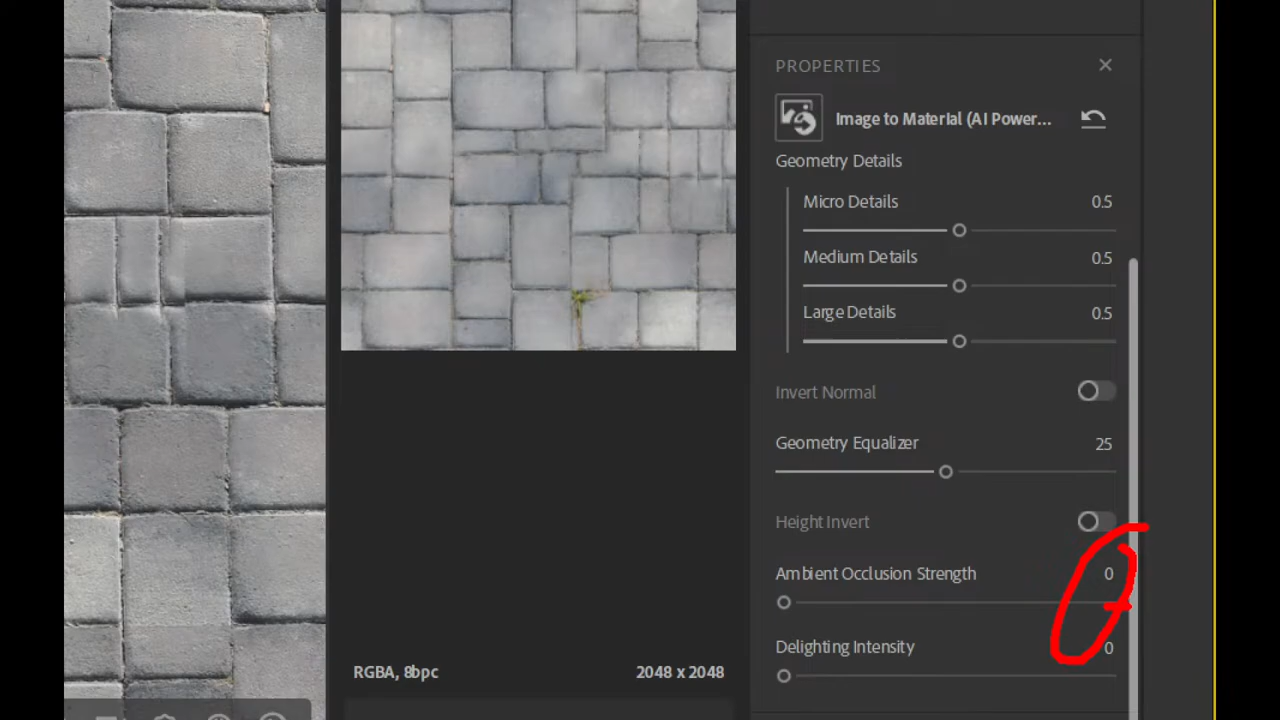 PROPERTIES
Image to Material (AI Power...
Geometry Details
Micro Details 0.5
Medium Details 0.5
Large Details 0.5
Invert Normal
Geometry Equalizer 25
Height Invert
Ambient Occlusion Strength 0
Delighting Intensity 0
RGBA, 8bpc 2048 x 2048